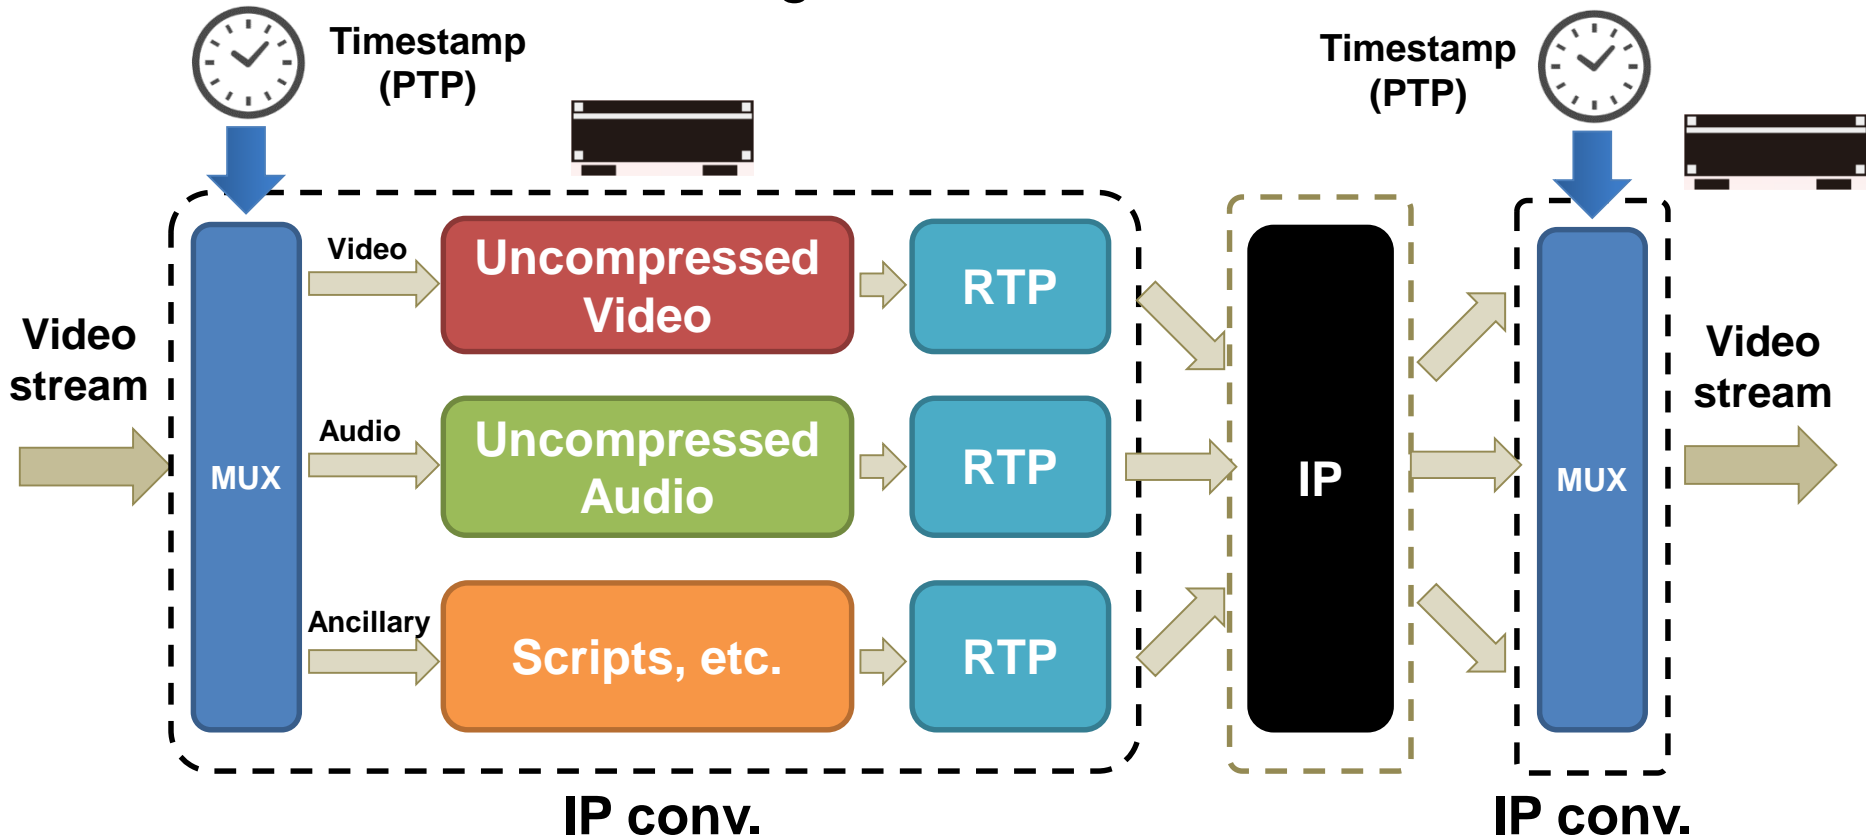 Timestamp
(PTP)
Timestamp
(PTP)
Video
stream
MUX
Video
Uncompressed
Video
RTP
Audio
Uncompressed
Audio
RTP
Ancillary
Scripts, etc.
RTP
IP
MUX
Video
stream
IP conv.
IP conv.